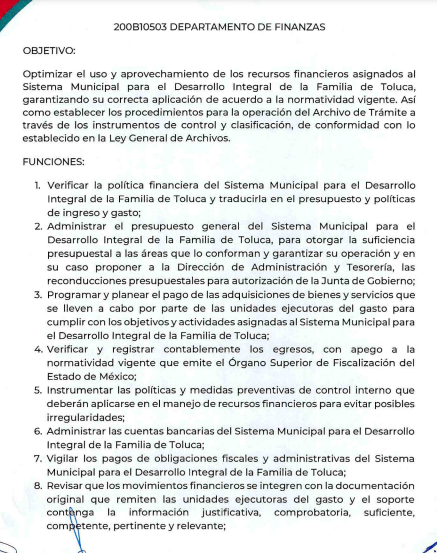 200B10503 DEPARTAMENTO DE FINANZAS
OBJETIVO:
Optimizar el uso y aprovechamiento de los recursos financieros asignados al
Sistema Municipal para el Desarrollo Integral de la Familia de Toluca,
garantizando su correcta aplicación de acuerdo a la normatividad vigente. Así
como establecer los procedimientos para la operación del Archivo de Trámite a
través de los instrumentos de control y clasificación, de conformidad con lo
establecido en la Ley General de Archivos.
FUNCIONES:
1. Verificar la política financiera del Sistema Municipal para el Desarrollo
Integral de la Familia de Toluca y traducirla en el presupuesto y políticas
de ingreso y gasto;
2. Administrar el presupuesto general del Sistema Municipal para el
Desarrollo Integral de la Familia de Toluca, para otorgar la suficiencia
presupuestal a las áreas que lo conforman y garantizar su operación y en
su caso proponer a la Dirección de Administración y Tesorería, las
reconducciones presupuestales para autorización de la Junta de Gobierno;
3. Programar y planear el pago de las adquisiciones de bienes y servicios que
se lleven a cabo por parte de las unidades ejecutoras del gasto para
cumplir con los objetivos y actividades asignadas al Sistema Municipal para
el Desarrollo Integral de la Familia de Toluca;
4. Verificar y registrar contablemente los egresos, con apego a la
normatividad vigente que emite el Órgano Superior de Fiscalización del
Estado de México;
5. Instrumentar las políticas y medidas preventivas de control interno que
deberán aplicarse en el manejo de recursos financieros para evitar posibles
irregularidades;
6. Administrar las cuentas bancarias del Sistema Municipal para el Desarrollo
Integral de la Familia de Toluca;
7. Vigilar los pagos de obligaciones fiscales y administrativas del Sistema
Municipal para el Desarrollo Integral de la Familia de Toluca;
8. Revisar que los movimientos financieros se integren con la documentación
original que remiten las unidades ejecutoras del gasto y el soporte
contenga la información justificativa, comprobatoria, suficiente,
competente, pertinente y relevante;